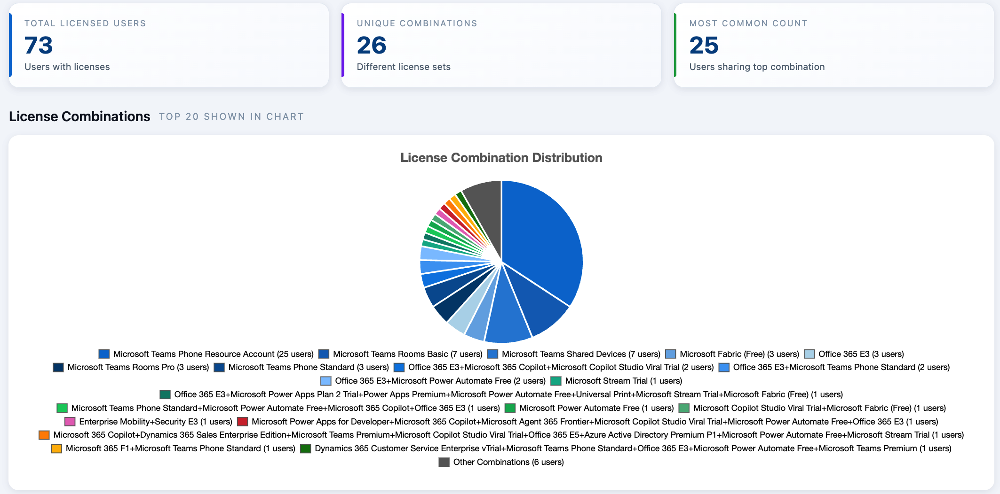 TOTAL LICENSED USERS
73
Users with licenses
UNIQUE COMBINATIONS
26
Different license sets
MOST COMMON COUNT
25
Users sharing top combination
License Combinations TOP 20 SHOWN IN CHART
License Combination Distribution
Microsoft Teams Phone Resource Account (25 users) Microsoft Teams Rooms Basic (7 users) Microsoft Teams Shared Devices (7 users) Microsoft Fabric (Free) (3 users) Office 365 E3 (3 users)
Microsoft Teams Rooms Pro (3 users) Microsoft Teams Phone Standard (3 users) Office 365 E3+Microsoft 365 Copilot+Microsoft Copilot Studio Viral Trial (2 users) Office 365 E3+Microsoft Teams Phone Standard (2 users)
Office 365 E3+Microsoft Power Automate Free (2 users) Microsoft Stream Trial (1 users)
Office 365 E3+Microsoft Power Apps Plan 2 Trial+Power Apps Premium+Microsoft Power Automate Free+Universal Print+Microsoft Stream Trial+Microsoft Fabric (Free) (1 users)
Microsoft Teams Phone Standard+Microsoft Power Automate Free+Microsoft 365 Copilot+Office 365 E3 (1 users) Microsoft Power Automate Free (1 users) Microsoft Copilot Studio Viral Trial+Microsoft Fabric (Free) (1 users)
Enterprise Mobility+Security E3 (1 users) Microsoft Power Apps for Developer+Microsoft 365 Copilot+Microsoft Agent 365 Frontier+Microsoft Copilot Studio Viral Trial+Microsoft Power Automate Free+Office 365 E3 (1 users)
Microsoft 365 Copilot+Dynamics 365 Sales Enterprise Edition+Microsoft Teams Premium+Microsoft Copilot Studio Viral Trial+Office 365 E5+Azure Active Directory Premium P1+Microsoft Power Automate Free+Microsoft Stream Trial (1 users)
Microsoft 365 F1+Microsoft Teams Phone Standard (1 users) Dynamics 365 Customer Service Enterprise vTrial+Microsoft Teams Phone Standard+Office 365 E3+Microsoft Power Automate Free+Microsoft Teams Premium (1 users)
Other Combinations (6 users)